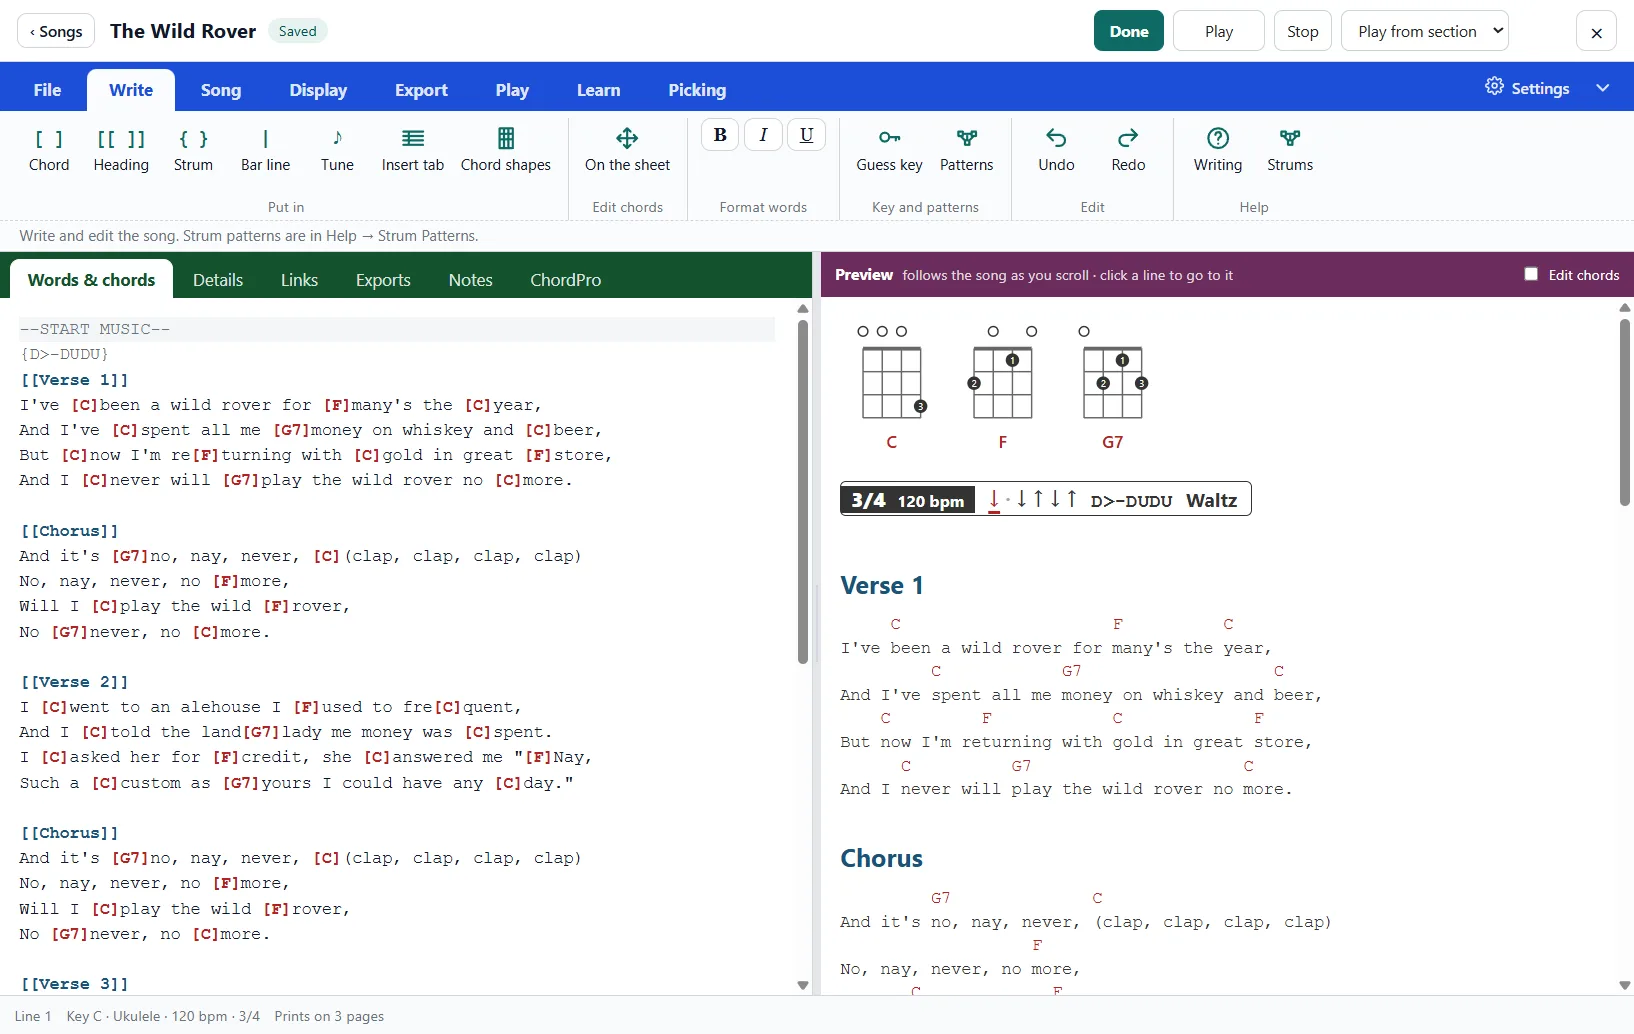 ‹ Songs The Wild Rover Saved Done Play Stop Play from section ×
File Write Song Display Export Play Learn Picking Settings
[ ] [[ ]] { } | ♪
Chord Heading Strum Bar line Tune Insert tab Chord shapes On the sheet B I U Guess key Patterns Undo Redo Writing Strums
Put in Edit chords Format words Key and patterns Edit Help
Write and edit the song. Strum patterns are in Help → Strum Patterns.
Words & chords Details Links Exports Notes ChordPro
--START MUSIC--
{D>-DUDU}
[[Verse 1]]
I've [C]been a wild rover for [F]many's the [C]year,
And I've [C]spent all me [G7]money on whiskey and [C]beer,
But [C]now I'm re[F]turning with [C]gold in great [F]store,
And I [C]never will [G7]play the wild rover no [C]more.
[[Chorus]]
And it's [G7]no, nay, never, [C](clap, clap, clap, clap)
No, nay, never, no [F]more,
Will I [C]play the wild [F]rover,
No [G7]never, no [C]more.
[[Verse 2]]
I [C]went to an alehouse I [F]used to fre[C]quent,
And I [C]told the land[G7]lady me money was [C]spent.
I [C]asked her for [F]credit, she [C]answered me "[F]Nay,
Such a [C]custom as [G7]yours I could have any [C]day."
[[Chorus]]
And it's [G7]no, nay, never, [C](clap, clap, clap, clap)
No, nay, never, no [F]more,
Will I [C]play the wild [F]rover,
No [G7]never, no [C]more.
[[Verse 3]]
Preview follows the song as you scroll · click a line to go to it Edit chords
3
1
2
1
2 3
C F G7
3/4 120 bpm ↓ · ↓ ↑ ↓ ↑ D>-DUDU Waltz
Verse 1
C F C
I've been a wild rover for many's the year,
C G7 C
And I've spent all me money on whiskey and beer,
C F C F
But now I'm returning with gold in great store,
C G7 C
And I never will play the wild rover no more.
Chorus
G7 C
And it's no, nay, never, (clap, clap, clap, clap)
F
No, nay, never, no more,
C F
Line 1 Key C · Ukulele · 120 bpm · 3/4 Prints on 3 pages